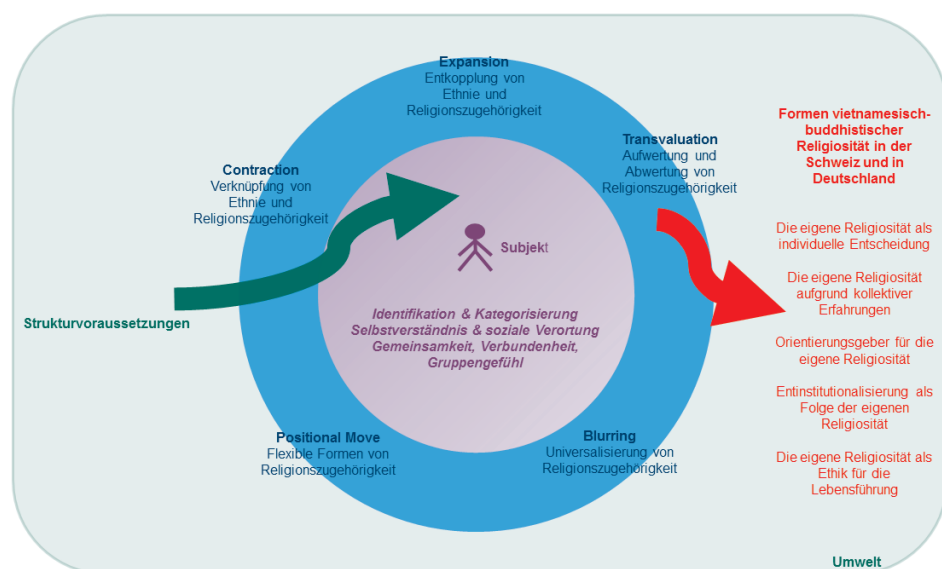 Expansion
Entkopplung von
Ethnie und
Religionszugehörigkeit
Contraction
Verknüpfung von
Ethnie und
Religionszugehörigkeit
Transvaluation
Aufwertung und
Abwertung von
Religionszugehörigkeit
Subjekt
Identifikation & Kategorisierung
Selbstverständnis & soziale Verortung
Gemeinsamkeit, Verbundenheit,
Gruppengefühl
Strukturvoraussetzungen
Positional Move
Flexible Formen von
Religionszugehörigkeit
Blurring
Universalisierung von
Religionszugehörigkeit
Formen vietnamesisch-
buddhistischer
Religiosität in der
Schweiz und in
Deutschland
Die eigene Religiosität als
individuelle Entscheidung
Die eigene Religiosität
aufgrund kollektiver
Erfahrungen
Orientierungsgeber für die
eigene Religiosität
Entinstitutionalisierung als
Folge der eigenen
Religiosität
Die eigene Religiosität als
Ethik für die
Lebensführung
Umwelt